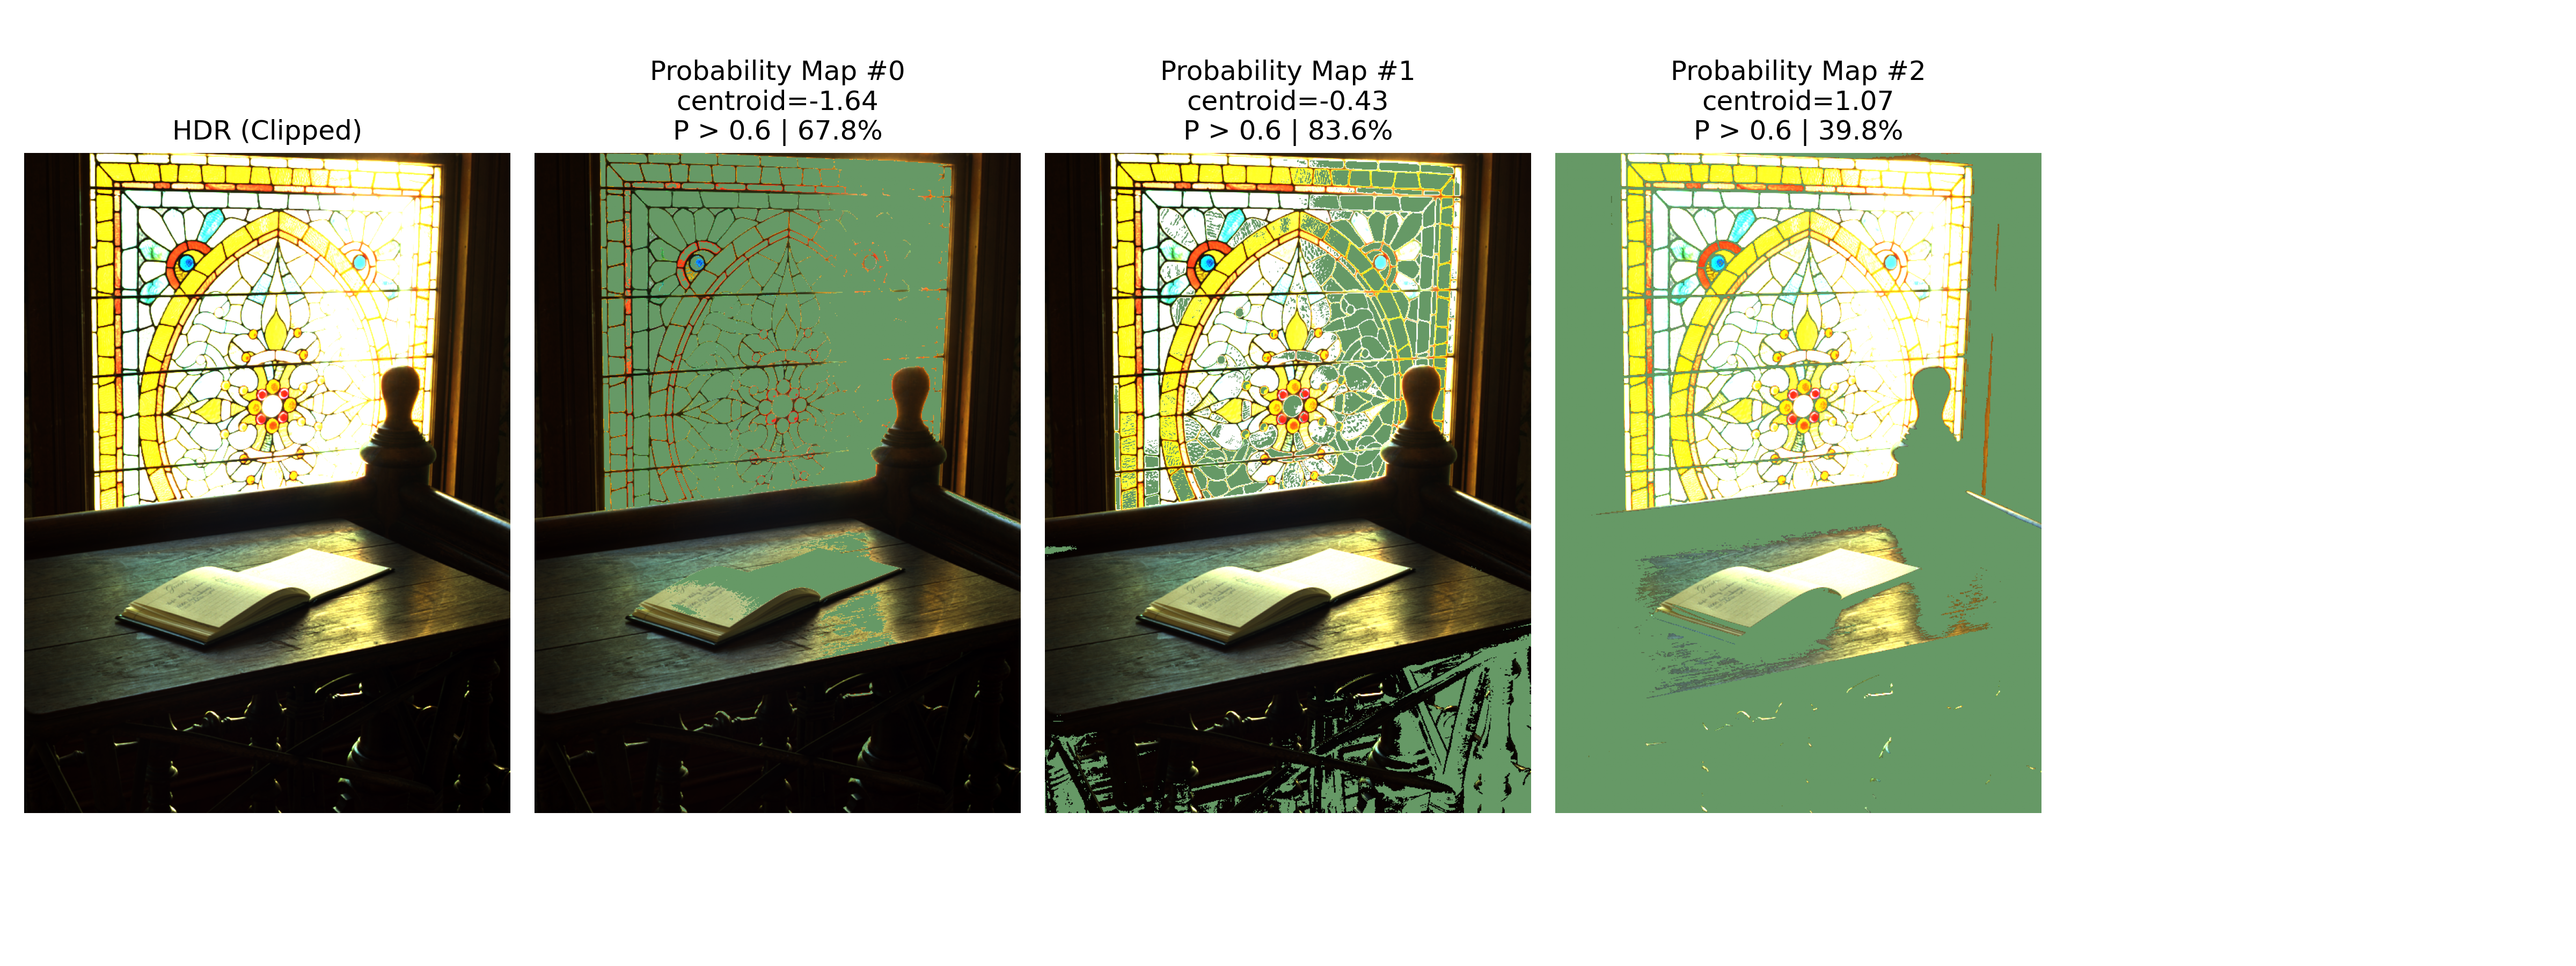 HDR (Clipped)
Probability Map #0
centroid=-1.64
P > 0.6 | 67.8%
Probability Map #1
centroid=-0.43
P > 0.6 | 83.6%
Probability Map #2
centroid=1.07
P > 0.6 | 39.8%